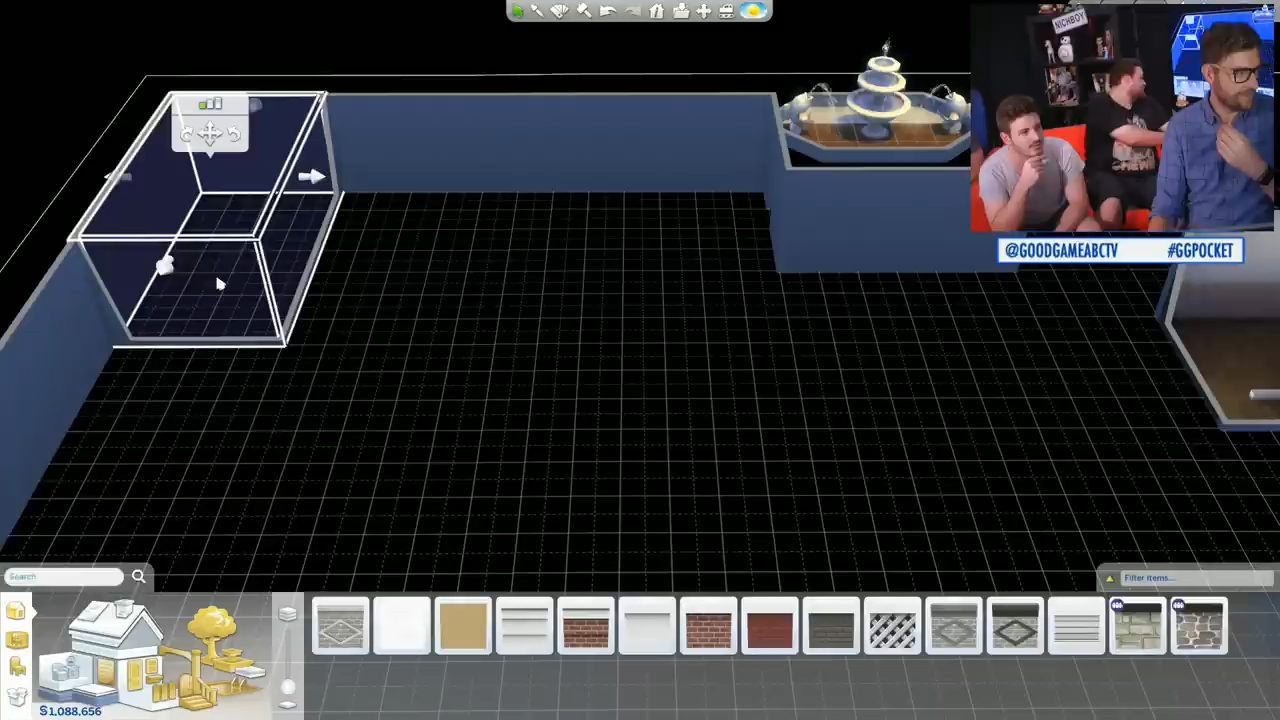 NICHBOY
@GOODGAMEABCTV #GGPOCKET
Search
Filter items...
§1,088,656